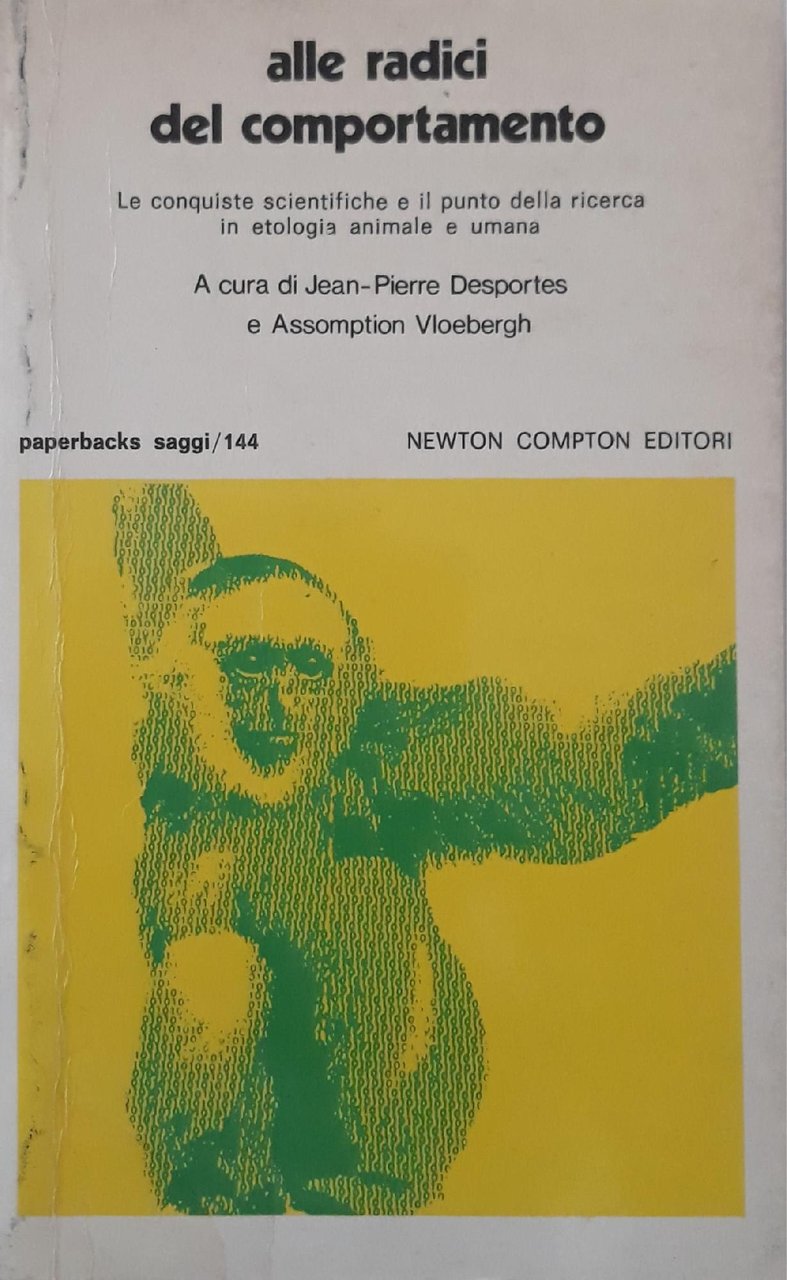 alle radici
del comportamento
Le conquiste scientifiche e il punto della ricerca
in etologia animale e umana
A cura di Jean-Pierre Desportes
e Assomption Vloebergh
paperbacks saggi/144
NEWTON COMPTON EDITORI